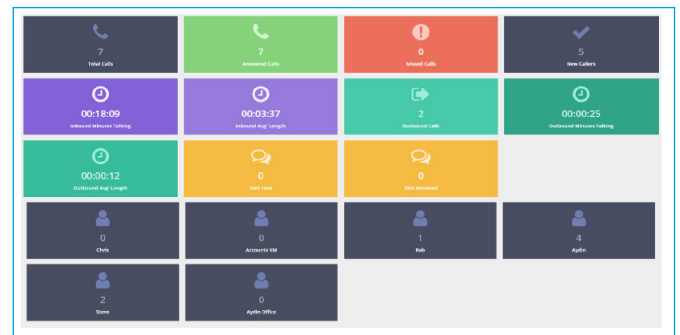 7
Total Calls
7
Answered Calls
0
Missed Calls
5
New Callers
00:18:09
Inbound Minutes Talking
00:03:37
Inbound Avg' Length
2
Outbound Calls
00:00:25
Outbound Minutes Talking
00:00:12
Outbound Avg' Length
0
SMS Sent
0
SMS Received
0
Chris
0
Accounts VM
1
Rob
4
Aydin
2
Steve
0
Aydin Office